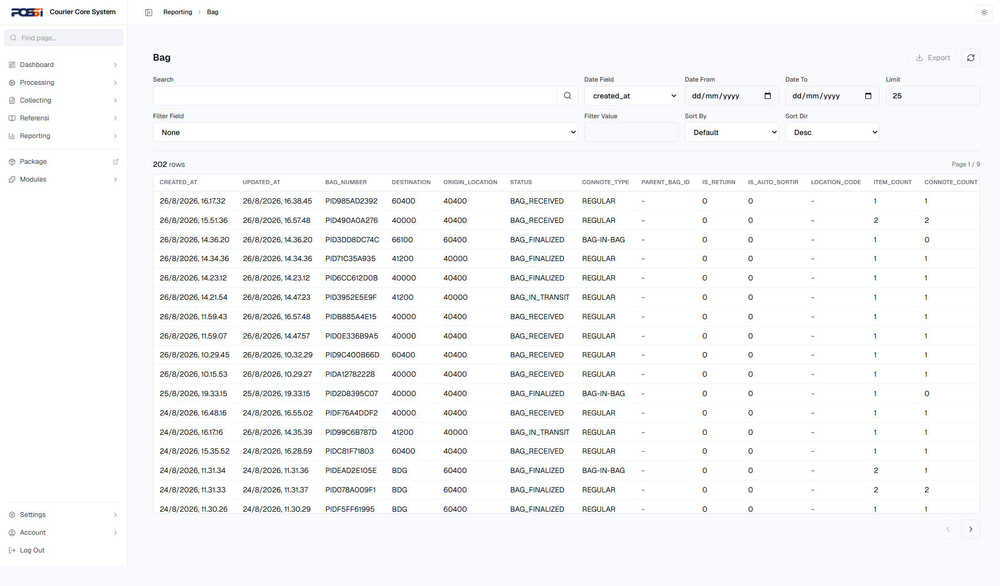 POSSi Courier Core System
Reporting > Bag
Find page...
Dashboard
Processing
Collecting
Referensi
Reporting
Package
Modules
Settings
Account
Log Out
Bag
Export
Search
Date Field
Date From
Date To
Limit
created_at
dd/mm/yyyy
dd/mm/yyyy
25
Filter Field
Filter Value
Sort By
Sort Dir
None
Default
Desc
202 rows
Page 1 / 9
CREATED_AT UPDATED_AT BAG_NUMBER DESTINATION ORIGIN_LOCATION STATUS CONNOTE_TYPE PARENT_BAG_ID IS_RETURN IS_AUTO_SORTIR LOCATION_CODE ITEM_COUNT CONNOTE_COUNT
26/8/2026, 16.17.32 26/8/2026, 16.38.45 PID985AD2392 60400 40400 BAG_RECEIVED REGULAR - 0 0 - 1 1
26/8/2026, 15.51.36 26/8/2026, 16.57.48 PID490A0A276 40000 40400 BAG_RECEIVED REGULAR - 0 0 - 2 2
26/8/2026, 14.36.20 26/8/2026, 14.36.20 PID3DD8DC74C 66100 60400 BAG_FINALIZED BAG-IN-BAG - 0 0 - 1 0
26/8/2026, 14.34.36 26/8/2026, 14.34.36 PID71C35A935 41200 40000 BAG_FINALIZED REGULAR - 0 0 - 1 1
26/8/2026, 14.23.12 26/8/2026, 14.23.12 PID6CC612D0B 40000 40400 BAG_FINALIZED REGULAR - 0 0 - 1 1
26/8/2026, 14.21.54 26/8/2026, 14.47.23 PID3952E5E9F 41200 40000 BAG_IN_TRANSIT REGULAR - 0 0 - 1 1
26/8/2026, 11.59.43 26/8/2026, 16.57.48 PIDB885A4E15 40000 40400 BAG_RECEIVED REGULAR - 0 0 - 1 1
26/8/2026, 11.59.07 26/8/2026, 14.47.57 PID0E336B9A5 40000 40400 BAG_RECEIVED REGULAR - 0 0 - 1 1
26/8/2026, 10.29.45 26/8/2026, 10.32.29 PID9C400B66D 60400 40400 BAG_RECEIVED REGULAR - 0 0 - 1 1
26/8/2026, 10.15.53 26/8/2026, 10.29.27 PIDA12782228 40000 40400 BAG_RECEIVED REGULAR - 0 0 - 1 1
25/8/2026, 19.33.15 25/8/2026, 19.33.15 PID2D8395C07 40000 40400 BAG_FINALIZED BAG-IN-BAG - 0 0 - 1 0
24/8/2026, 16.48.16 24/8/2026, 16.55.02 PIDF76A4DDF2 40000 40400 BAG_RECEIVED REGULAR - 0 0 - 1 1
24/8/2026, 16.17.16 26/8/2026, 14.35.39 PID99C6B787D 41200 40000 BAG_IN_TRANSIT REGULAR - 0 0 - 1 1
24/8/2026, 15.35.52 24/8/2026, 16.28.59 PIDC81F71803 60400 40400 BAG_RECEIVED REGULAR - 0 0 - 1 1
24/8/2026, 11.31.34 24/8/2026, 11.31.36 PIDEAD2E105E BDG 60400 BAG_FINALIZED BAG-IN-BAG - 0 0 - 2 1
24/8/2026, 11.31.33 24/8/2026, 11.31.37 PID078A009F1 BDG 60400 BAG_FINALIZED REGULAR - 0 0 - 2 2
24/8/2026, 11.30.26 24/8/2026, 11.30.29 PIDF5FF61995 BDG 60400 BAG_FINALIZED REGULAR - 0 0 - 1 1